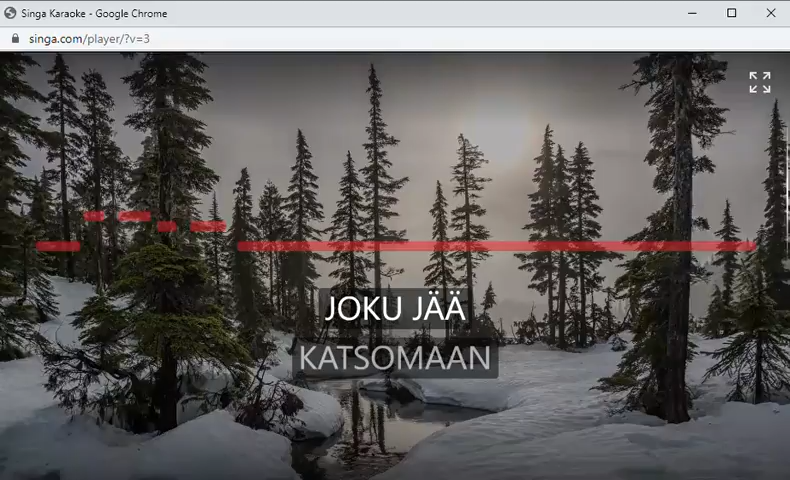 Singa Karaoke - Google Chrome
singa.com/player/?v=3
JOKU JÄÄ
KATSOMAAN